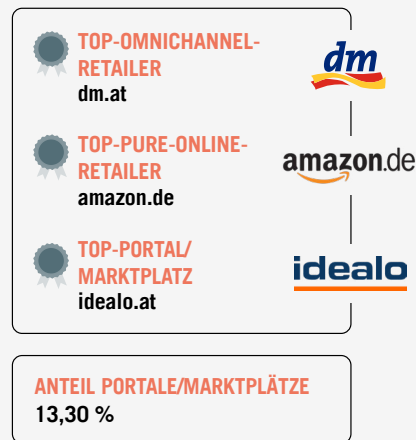 TOP-OMNICHANNEL-
RETAILER
dm.at
dm
TOP-PURE-ONLINE-
RETAILER
amazon.de
amazon.de
TOP-PORTAL/
MARKTPLATZ
idealo.at
idealo
ANTEIL PORTALE/MARKTPLÄTZE
13,30 %